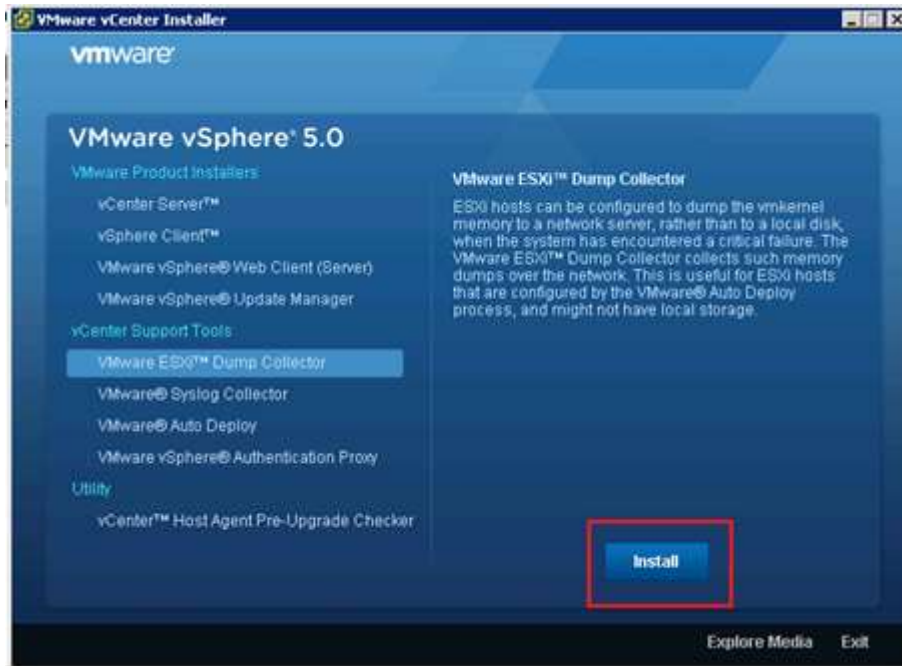 VMware vCenter Installer
vmware
VMware vSphere® 5.0
VMware Product Installers
vCenter Server™
vSphere Client™
VMware vSphere® Web Client (Server)
VMware vSphere® Update Manager
vCenter Support Tools
VMware ESXi™ Dump Collector
VMware® Syslog Collector
VMware® Auto Deploy
VMware vSphere® Authentication Proxy
Utility
vCenter™ Host Agent Pre-Upgrade Checker
VMware ESXi™ Dump Collector
ESXi hosts can be configured to dump the vmkernel
memory to a network server, rather than to a local disk,
when the system has encountered a critical failure. The
VMware ESXi™ Dump Collector collects such memory
dumps over the network. This is useful for ESXi hosts
that are configured by the VMware® Auto Deploy
process, and might not have local storage.
Install
Explore Media
Exit